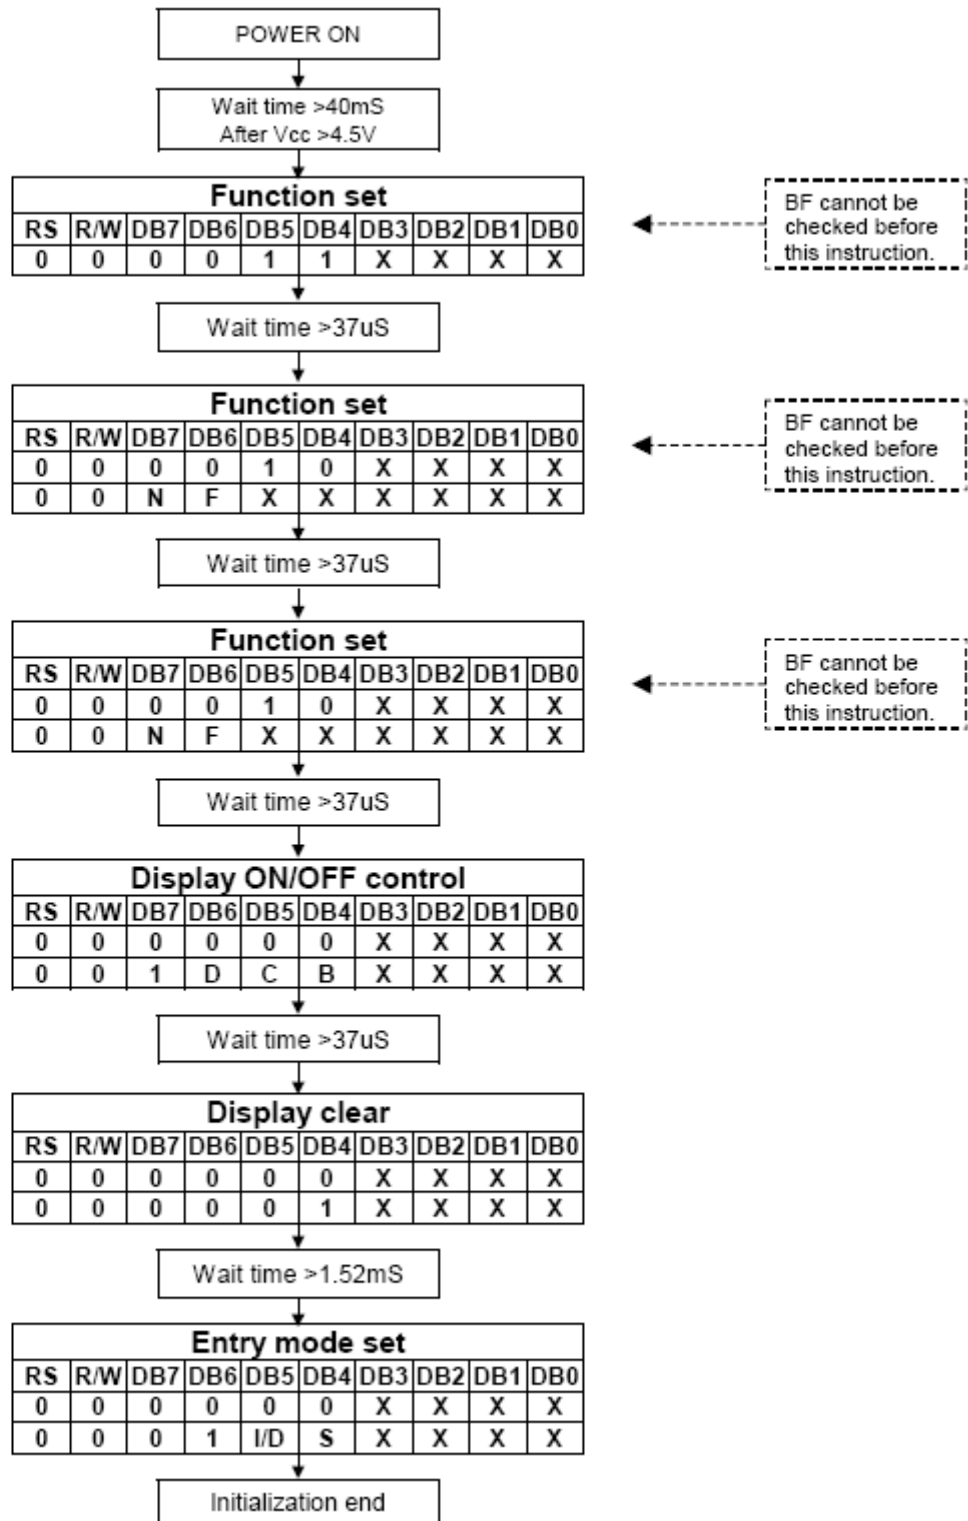 POWER ON
Wait time >40mS
After Vcc >4.5V
Function set
RS R/W DB7 DB6 DB5 DB4 DB3 DB2 DB1 DB0
0 0 0 0 1 1 X X X X
BF cannot be
checked before
this instruction.
Wait time >37uS
Function set
RS R/W DB7 DB6 DB5 DB4 DB3 DB2 DB1 DB0
0 0 0 0 1 0 X X X X
0 0 N F X X X X X X
BF cannot be
checked before
this instruction.
Wait time >37uS
Function set
RS R/W DB7 DB6 DB5 DB4 DB3 DB2 DB1 DB0
0 0 0 0 1 0 X X X X
0 0 N F X X X X X X
BF cannot be
checked before
this instruction.
Wait time >37uS
Display ON/OFF control
RS R/W DB7 DB6 DB5 DB4 DB3 DB2 DB1 DB0
0 0 0 0 0 0 X X X X
0 0 1 D C B X X X X
Wait time >37uS
Display clear
RS R/W DB7 DB6 DB5 DB4 DB3 DB2 DB1 DB0
0 0 0 0 0 0 X X X X
0 0 0 0 0 1 X X X X
Wait time >1.52mS
Entry mode set
RS R/W DB7 DB6 DB5 DB4 DB3 DB2 DB1 DB0
0 0 0 0 0 0 X X X X
0 0 0 1 I/D S X X X X
Initialization end